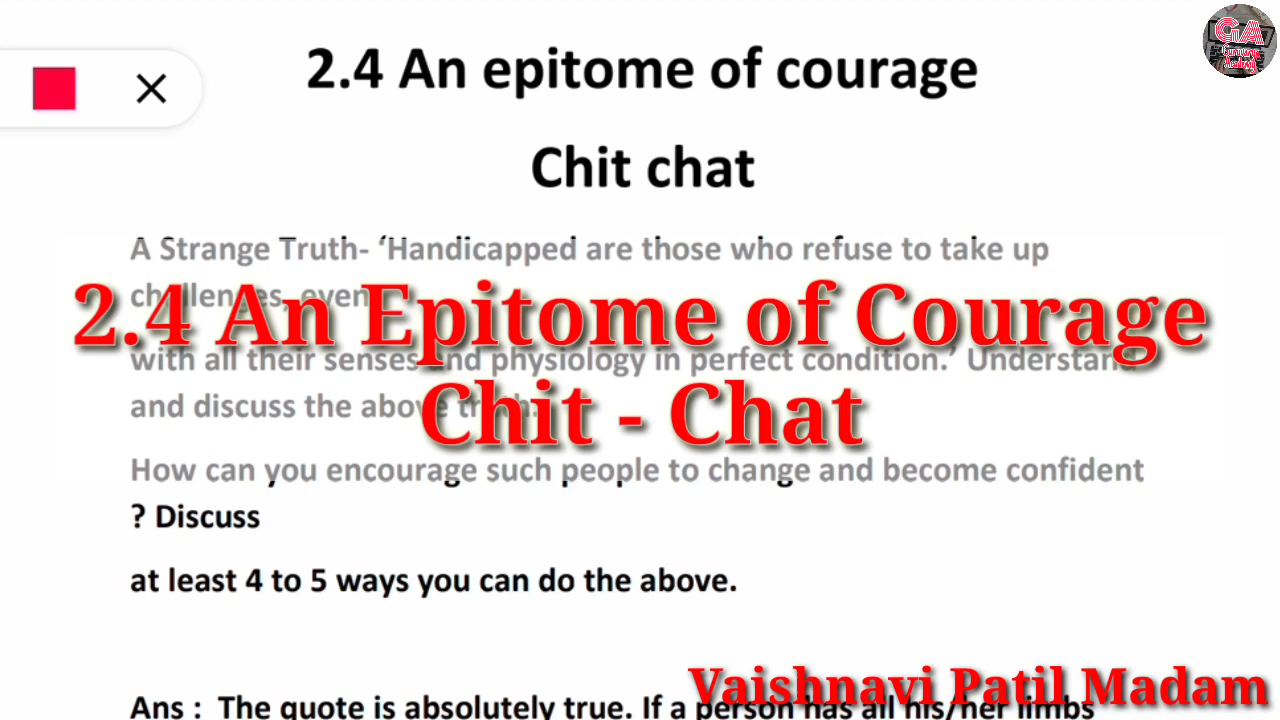 2.4 An epitome of courage
Chit chat
A Strange Truth- ‘Handicapped are those who refuse to take up
challenges, even
2.4 An Epitome of Courage
with all their senses and physiology in perfect condition.’ Understand
and discuss the above truth.
Chit - Chat
How can you encourage such people to change and become confident
? Discuss
at least 4 to 5 ways you can do the above.
Vaishnavi Patil Madam
Ans : The quote is absolutely true. If a person has all his/her limbs
GA